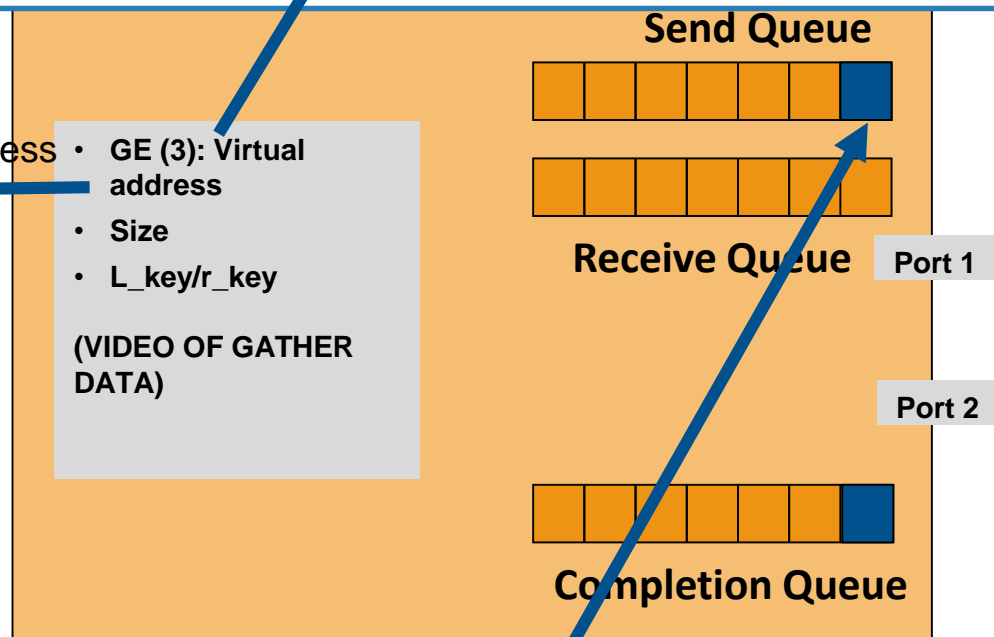 Send Queue
ess
• GE (3): Virtual
address
• Size
• L_key/r_key
(VIDEO OF GATHER
DATA)
Receive Queue
Port 1
Port 2
Completion Queue